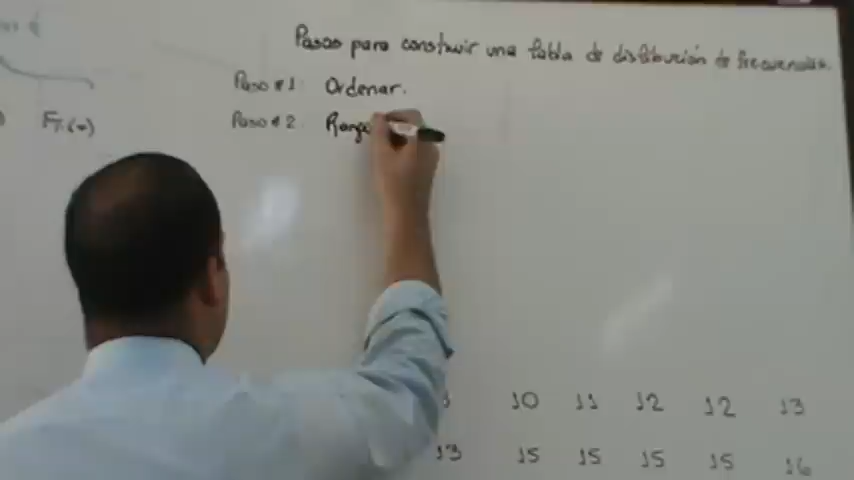 Pasos para construir una tabla de distribución de frecuencias.
Paso # 1: Ordenar.
Paso # 2: Rango
10 11 12 12 13
13 15 15 15 15 16